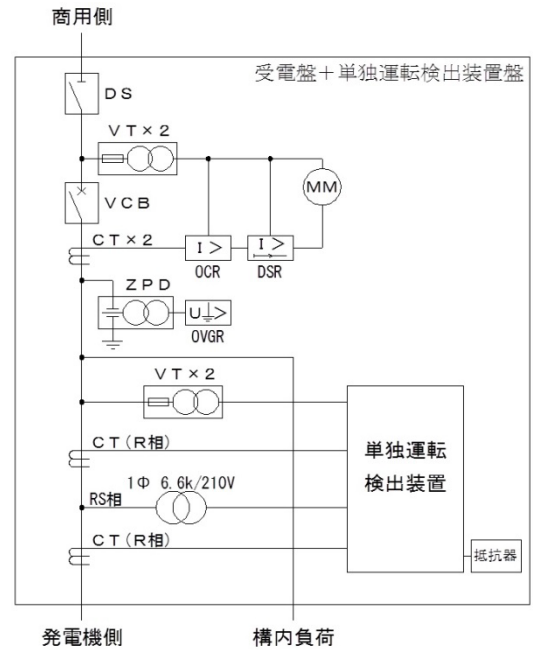 商用側
受電盤+単独運転検出装置盤
DS
VT×2
MM
VCB
CT×2
I>
I>
OCR
DSR
ZPD
U⏚>
OVGR
VT×2
CT(R相)
単独運転
検出装置
1Φ 6.6k/210V
RS相
CT(R相)
抵抗器
発電機側
構内負荷